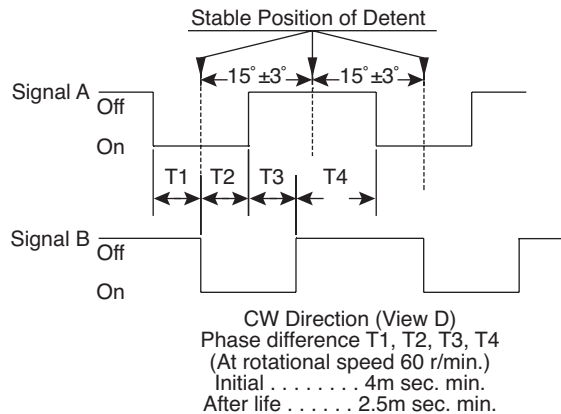 Stable Position of Detent
15°±3° 15°±3°
Signal A
Off
On
T1 T2 T3 T4
Signal B
Off
On
CW Direction (View D)
Phase difference T1, T2, T3, T4
(At rotational speed 60 r/min.)
Initial . . . . . . . . 4m sec. min.
After life . . . . . . 2.5m sec. min.